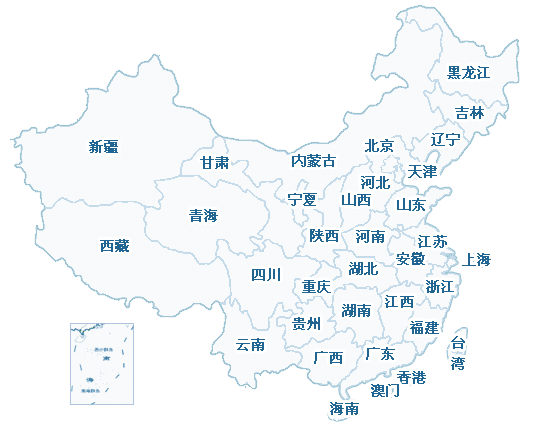 黑龙江
吉林
辽宁
新疆
北京
甘肃
内蒙古
天津
河北
宁夏
山西
山东
青海
陕西
河南
江苏
西藏
安徽
上海
四川
湖北
重庆
浙江
江西
湖南
贵州
福建
云南
台
湾
广东
广西
香港
澳门
海南
南
海